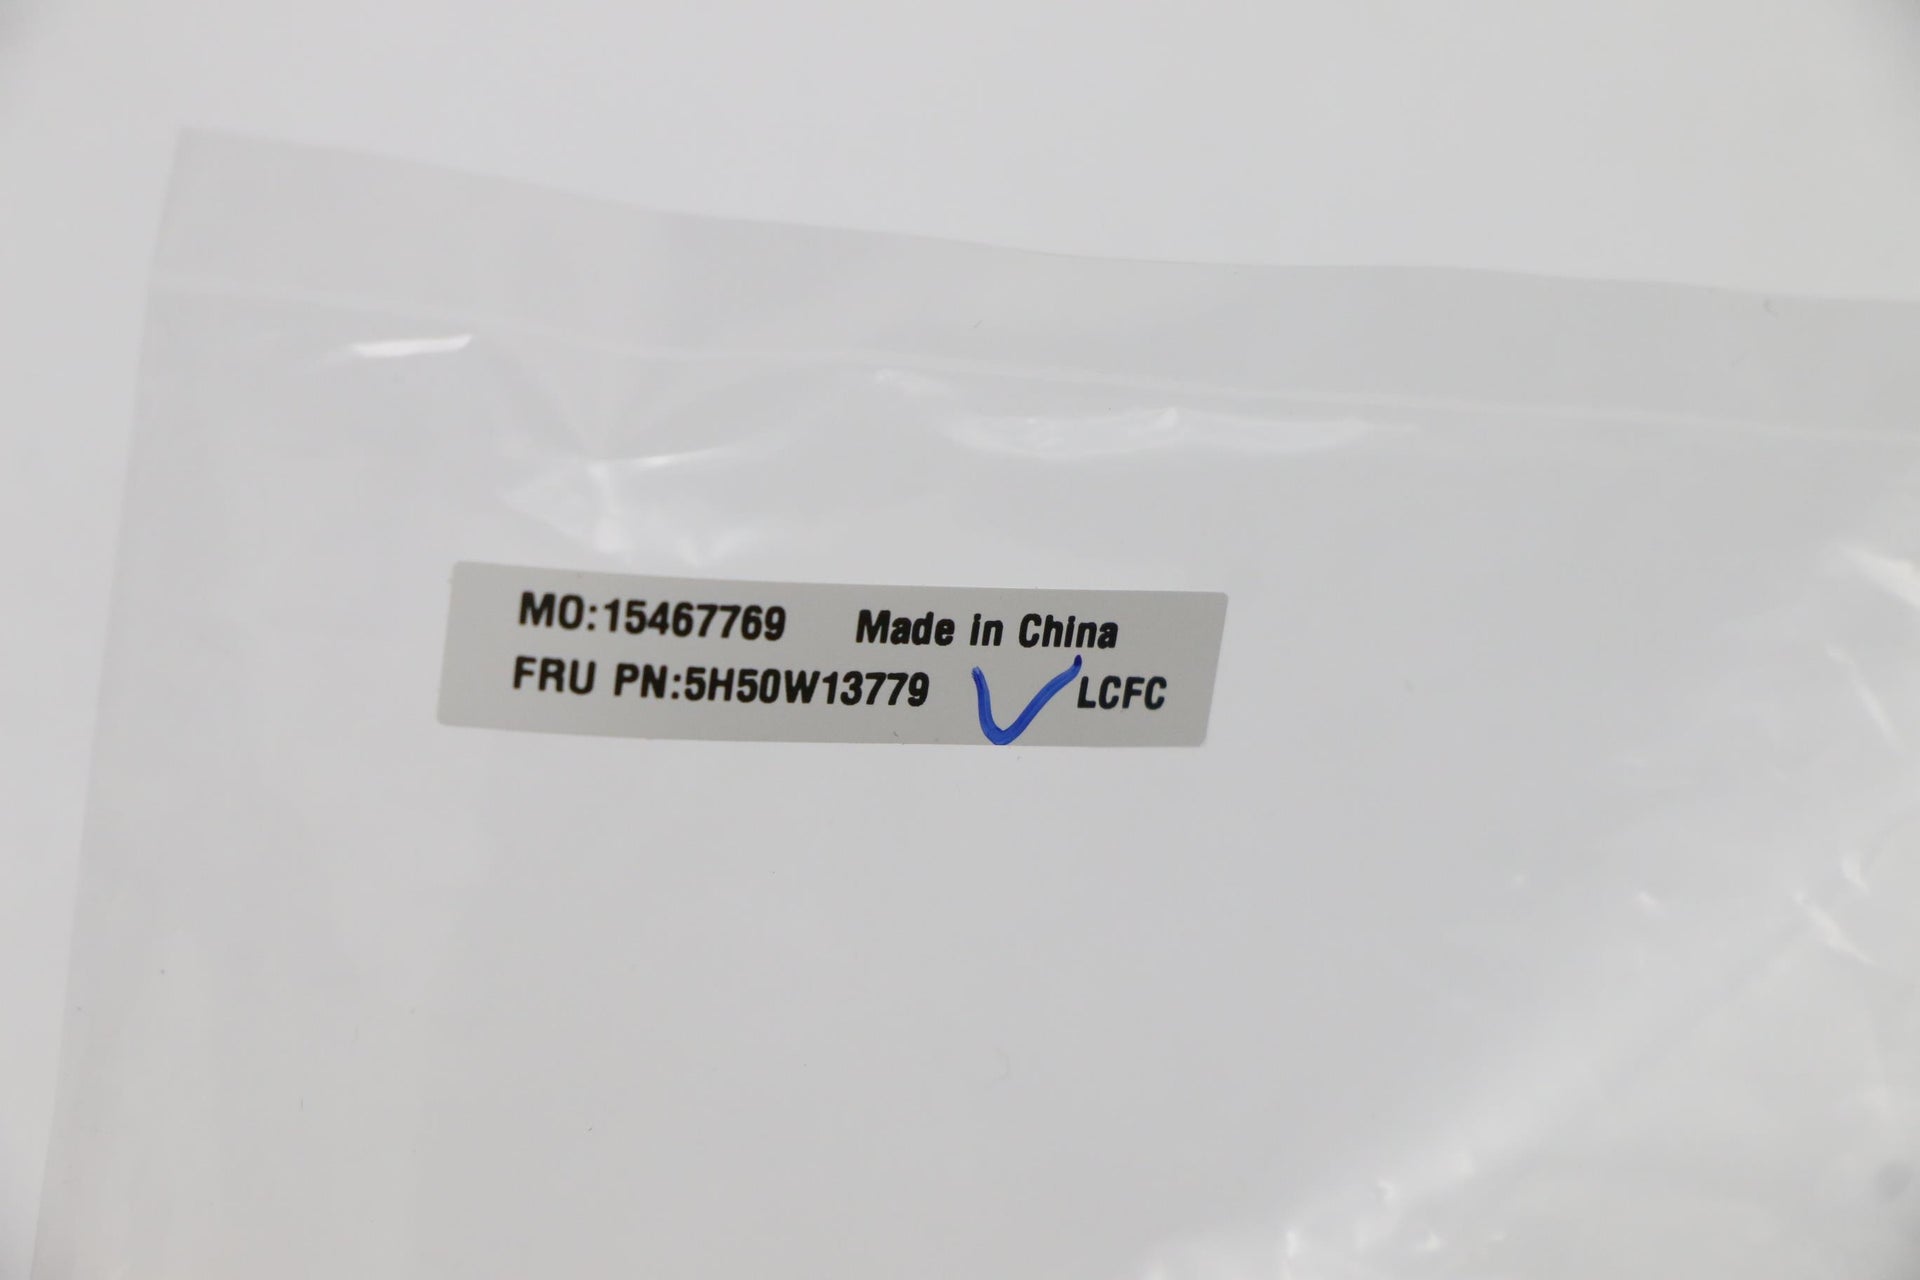 MO:15467769 Made in China
FRU PN:5H50W13779 LCFC